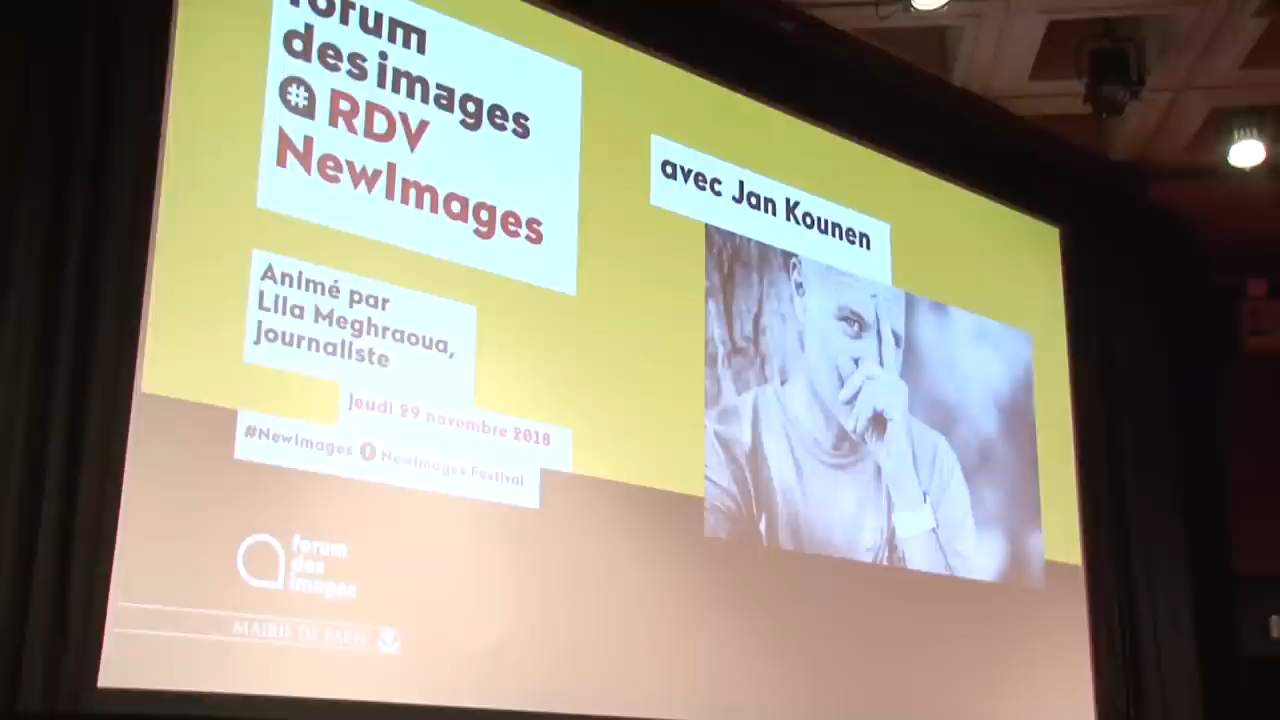 forum
des images
# RDV
NewImages
avec Jan Kounen
Animé par
Lila Meghraoua,
journaliste
jeudi 29 novembre 2018
#NewImages f NewImages Festival
forum
des
images
MAIRIE DE PARIS